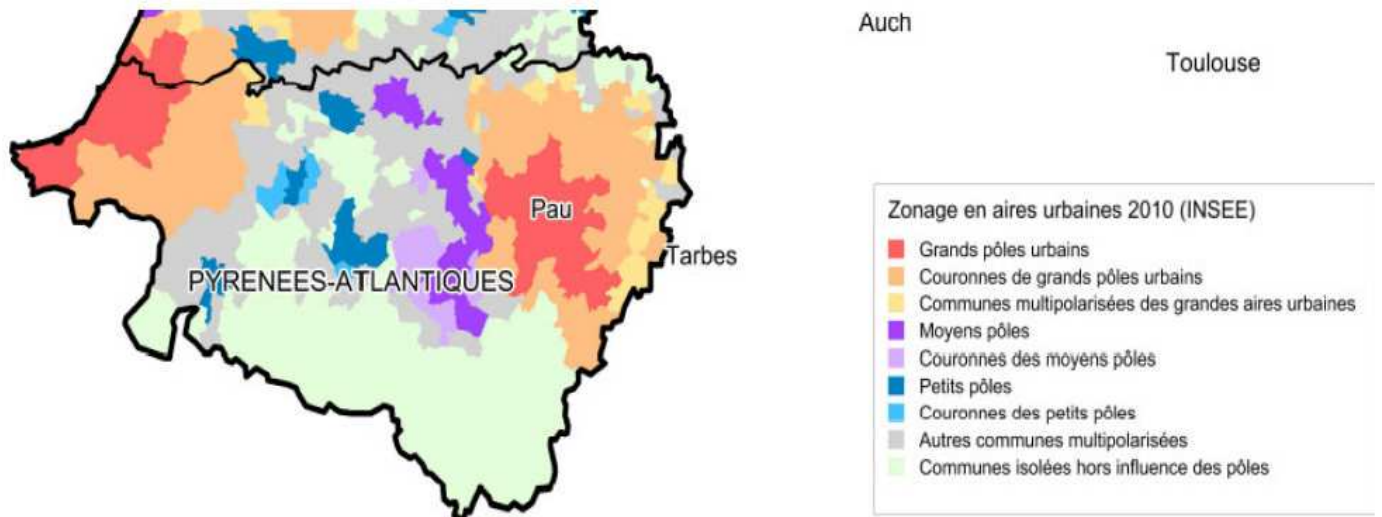 Auch
Toulouse
Pau
Tarbes
PYRENEES-ATLANTIQUES
Zonage en aires urbaines 2010 (INSEE)
Grands pôles urbains
Couronnes de grands pôles urbains
Communes multipolarisées des grandes aires urbaines
Moyens pôles
Couronnes des moyens pôles
Petits pôles
Couronnes des petits pôles
Autres communes multipolarisées
Communes isolées hors influence des pôles